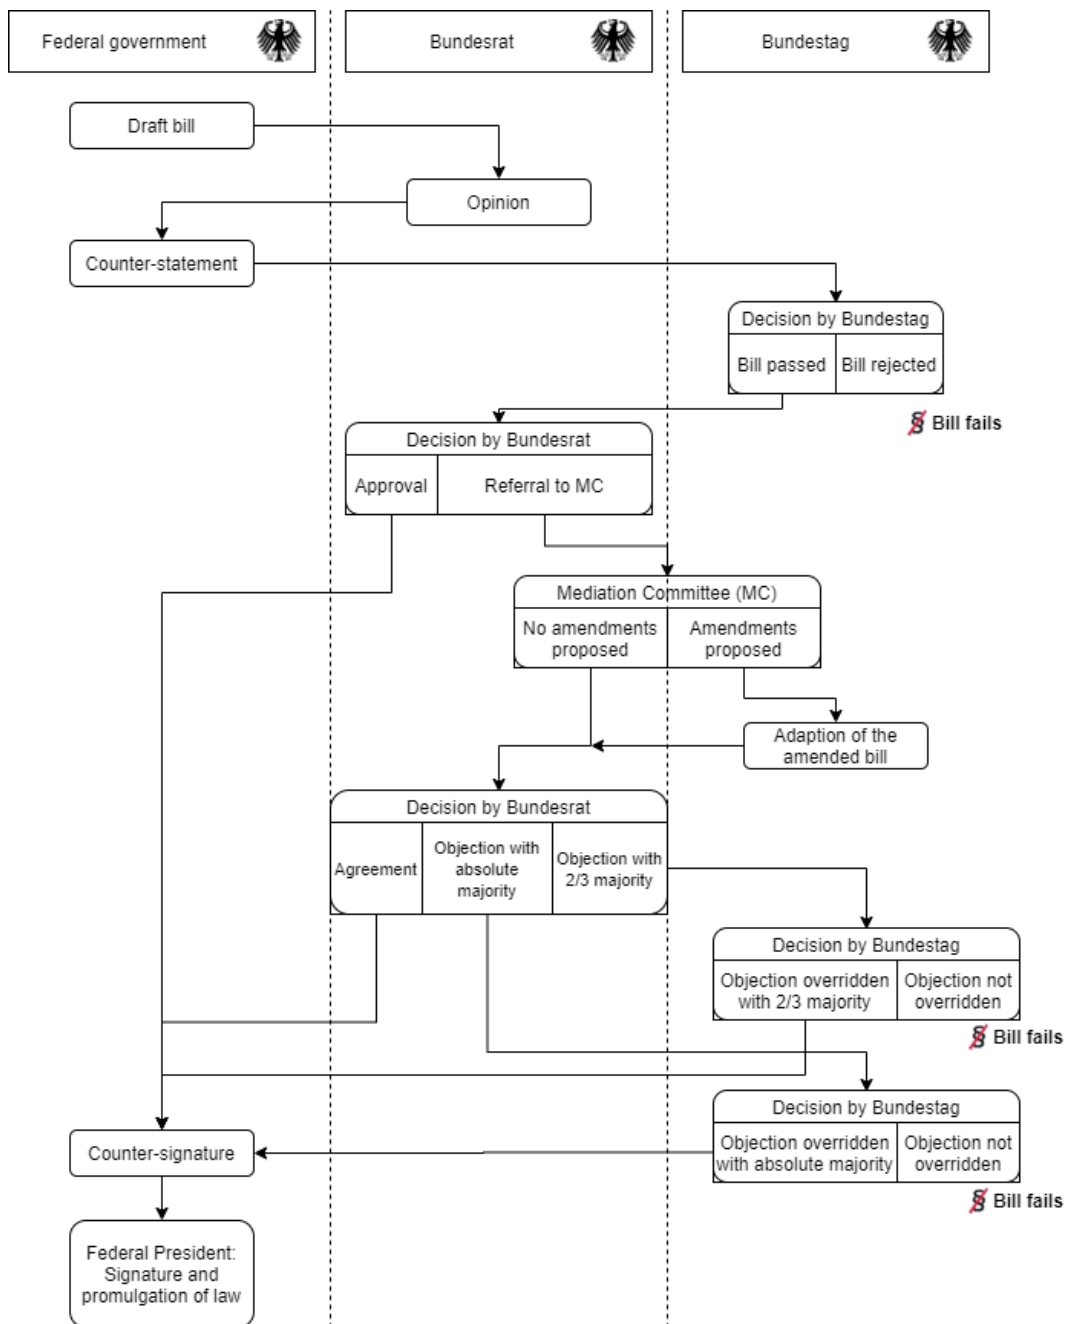 Federal government
Bundesrat
Bundestag
Draft bill
Opinion
Counter-statement
Decision by Bundestag
Bill passed
Bill rejected
Bill fails
Decision by Bundesrat
Approval
Referral to MC
Mediation Committee (MC)
No amendments
proposed
Amendments
proposed
Adaption of the
amended bill
Decision by Bundesrat
Agreement
Objection with
absolute
majority
Objection with
2/3 majority
Decision by Bundestag
Objection overridden
with 2/3 majority
Objection not
overridden
Bill fails
Decision by Bundestag
Objection overridden
with absolute majority
Objection not
overridden
Bill fails
Counter-signature
Federal President:
Signature and
promulgation of law